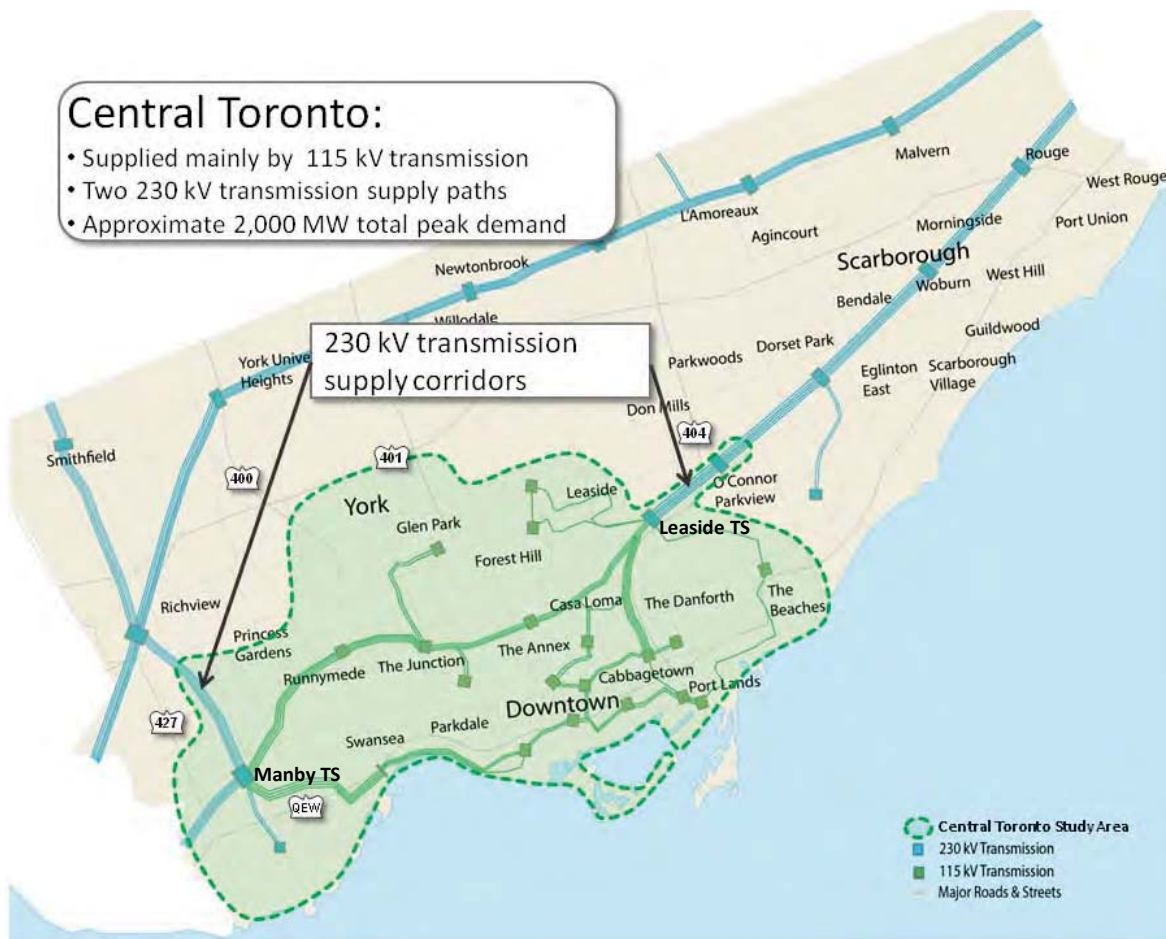 Central Toronto:
• Supplied mainly by 115 kV transmission
• Two 230 kV transmission supply paths
• Approximate 2,000 MW total peak demand
Malvern
Rouge
West Rouge
L'Amoreaux
Morningside
Port Union
Agincourt
Scarborough
Newtonbrook
Woburn
West Hill
Bendale
Willodale
230 kV transmission
supply corridors
Guildwood
York Unive
Heights
Parkwoods
Dorset Park
Eglinton
East
Scarborough
Village
Don Mills
404
Smithfield
401
400
O'Connor
Parkview
York
Leaside
Glen Park
Leaside TS
Forest Hill
Richview
Casa Loma
The Danforth
The
Beaches
Princess
Gardens
Runnymede
The Junction
The Annex
Cabbagetown
Port Lands
Downtown
427
Parkdale
Swansea
Manby TS
QEW
Central Toronto Study Area
230 kV Transmission
115 kV Transmission
Major Roads & Streets